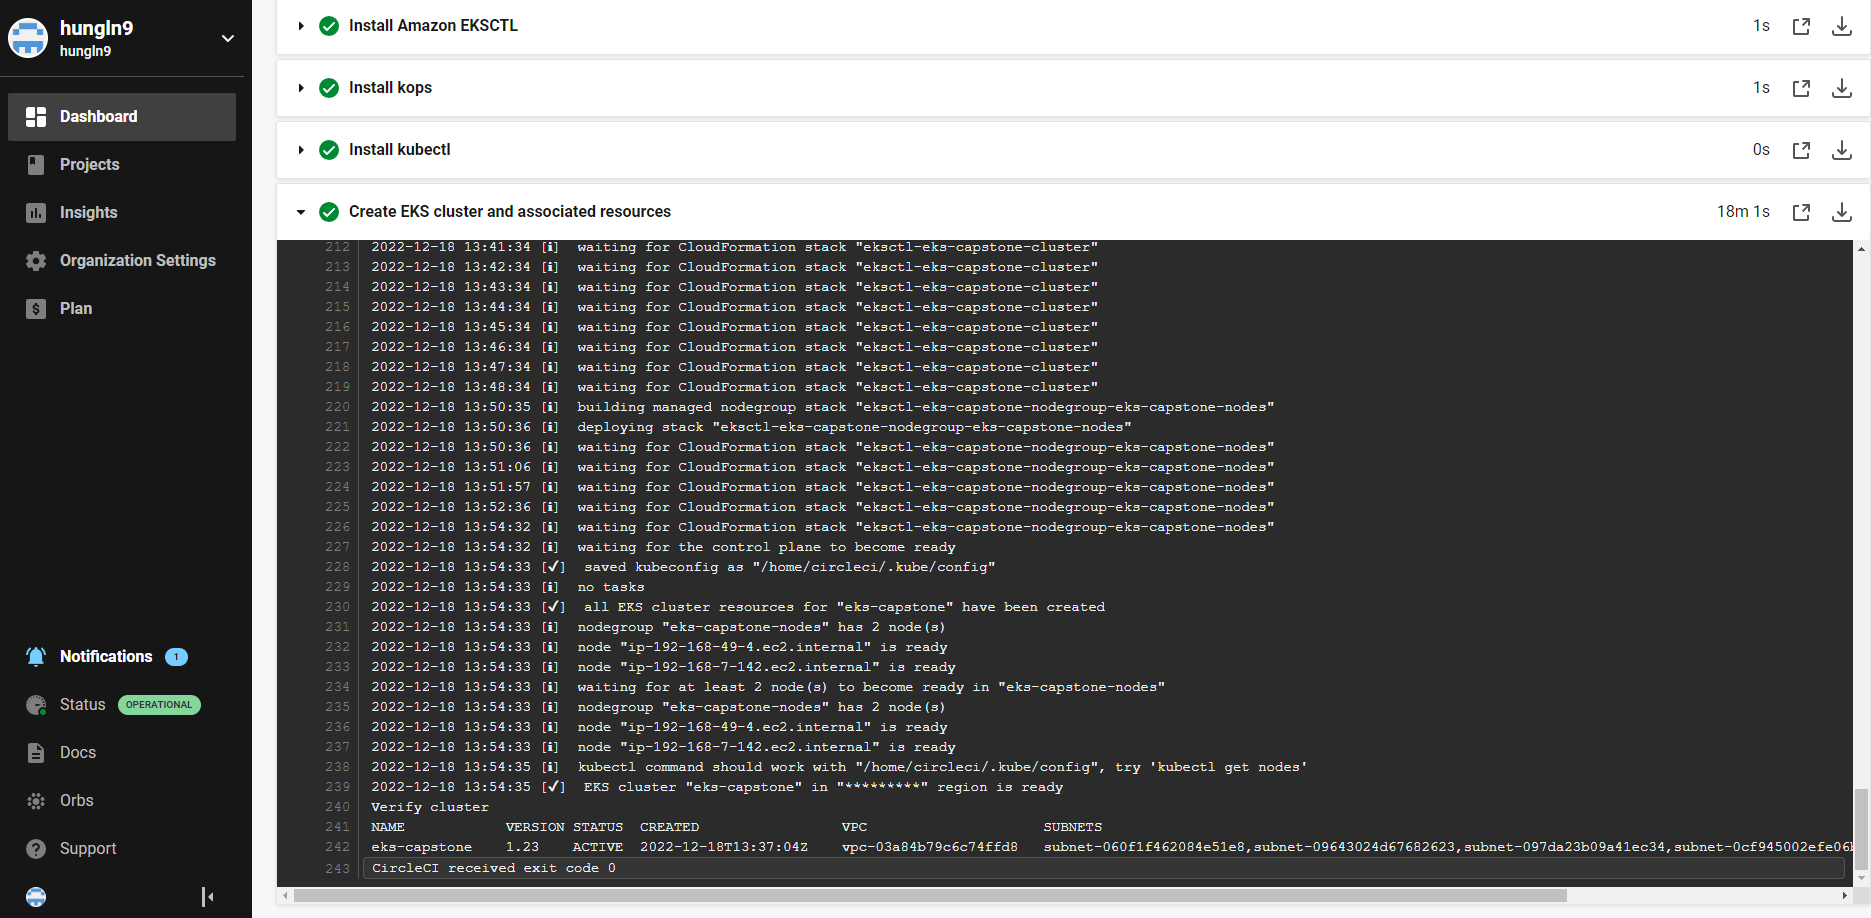 hungln9
hungln9
Dashboard
Projects
Insights
Organization Settings
Plan
Notifications 1
Status OPERATIONAL
Docs
Orbs
Support
Install Amazon EKSCTL 1s
Install kops 1s
Install kubectl 0s
Create EKS cluster and associated resources 18m 1s
212 2022-12-18 13:41:34 [ℹ] waiting for CloudFormation stack "eksctl-eks-capstone-cluster"
213 2022-12-18 13:42:34 [ℹ] waiting for CloudFormation stack "eksctl-eks-capstone-cluster"
214 2022-12-18 13:43:34 [ℹ] waiting for CloudFormation stack "eksctl-eks-capstone-cluster"
215 2022-12-18 13:44:34 [ℹ] waiting for CloudFormation stack "eksctl-eks-capstone-cluster"
216 2022-12-18 13:45:34 [ℹ] waiting for CloudFormation stack "eksctl-eks-capstone-cluster"
217 2022-12-18 13:46:34 [ℹ] waiting for CloudFormation stack "eksctl-eks-capstone-cluster"
218 2022-12-18 13:47:34 [ℹ] waiting for CloudFormation stack "eksctl-eks-capstone-cluster"
219 2022-12-18 13:48:34 [ℹ] waiting for CloudFormation stack "eksctl-eks-capstone-cluster"
220 2022-12-18 13:50:35 [ℹ] building managed nodegroup stack "eksctl-eks-capstone-nodegroup-eks-capstone-nodes"
221 2022-12-18 13:50:36 [ℹ] deploying stack "eksctl-eks-capstone-nodegroup-eks-capstone-nodes"
222 2022-12-18 13:50:36 [ℹ] waiting for CloudFormation stack "eksctl-eks-capstone-nodegroup-eks-capstone-nodes"
223 2022-12-18 13:51:06 [ℹ] waiting for CloudFormation stack "eksctl-eks-capstone-nodegroup-eks-capstone-nodes"
224 2022-12-18 13:51:57 [ℹ] waiting for CloudFormation stack "eksctl-eks-capstone-nodegroup-eks-capstone-nodes"
225 2022-12-18 13:52:36 [ℹ] waiting for CloudFormation stack "eksctl-eks-capstone-nodegroup-eks-capstone-nodes"
226 2022-12-18 13:54:32 [ℹ] waiting for CloudFormation stack "eksctl-eks-capstone-nodegroup-eks-capstone-nodes"
227 2022-12-18 13:54:32 [ℹ] waiting for the control plane to become ready
228 2022-12-18 13:54:33 [✔] saved kubeconfig as "/home/circleci/.kube/config"
229 2022-12-18 13:54:33 [ℹ] no tasks
230 2022-12-18 13:54:33 [✔] all EKS cluster resources for "eks-capstone" have been created
231 2022-12-18 13:54:33 [ℹ] nodegroup "eks-capstone-nodes" has 2 node(s)
232 2022-12-18 13:54:33 [ℹ] node "ip-192-168-49-4.ec2.internal" is ready
233 2022-12-18 13:54:33 [ℹ] node "ip-192-168-7-142.ec2.internal" is ready
234 2022-12-18 13:54:33 [ℹ] waiting for at least 2 node(s) to become ready in "eks-capstone-nodes"
235 2022-12-18 13:54:33 [ℹ] nodegroup "eks-capstone-nodes" has 2 node(s)
236 2022-12-18 13:54:33 [ℹ] node "ip-192-168-49-4.ec2.internal" is ready
237 2022-12-18 13:54:33 [ℹ] node "ip-192-168-7-142.ec2.internal" is ready
238 2022-12-18 13:54:35 [ℹ] kubectl command should work with "/home/circleci/.kube/config", try 'kubectl get nodes'
239 2022-12-18 13:54:35 [✔] EKS cluster "eks-capstone" in "*********" region is ready
240 Verify cluster
241 NAME VERSION STATUS CREATED VPC SUBNETS
242 eks-capstone 1.23 ACTIVE 2022-12-18T13:37:04Z vpc-03a84b79c6c74ffd8 subnet-060f1f462084e51e8,subnet-09643024d67682623,subnet-097da23b09a41ec34,
243 CircleCI received exit code 0